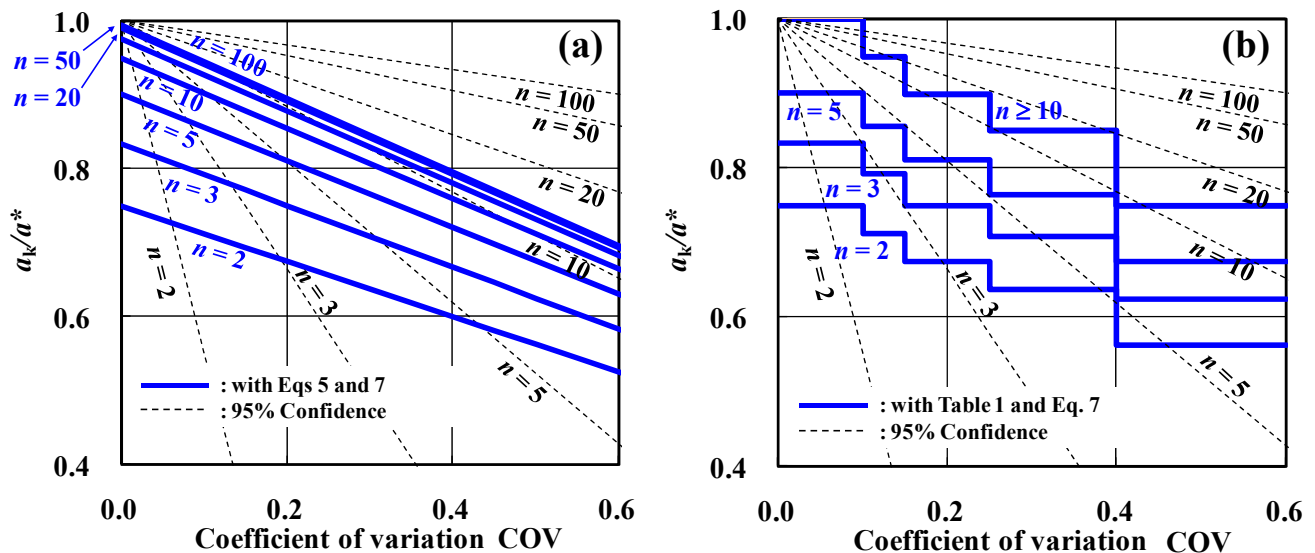 (a)
1.0
0.8
0.6
0.4
0.0
0.2
0.4
0.6
ak/a*
Coefficient of variation COV
n = 50
n = 20
n = 100
n = 10
n = 5
n = 3
n = 2
n = 100
n = 50
n = 20
n = 10
n = 5
n = 3
n = 2
: with Eqs 5 and 7
: 95% Confidence
(b)
1.0
0.8
0.6
0.4
0.0
0.2
0.4
0.6
ak/a*
Coefficient of variation COV
n ≥ 10
n = 5
n = 3
n = 2
n = 100
n = 50
n = 20
n = 10
n = 5
n = 3
n = 2
: with Table 1 and Eq. 7
: 95% Confidence